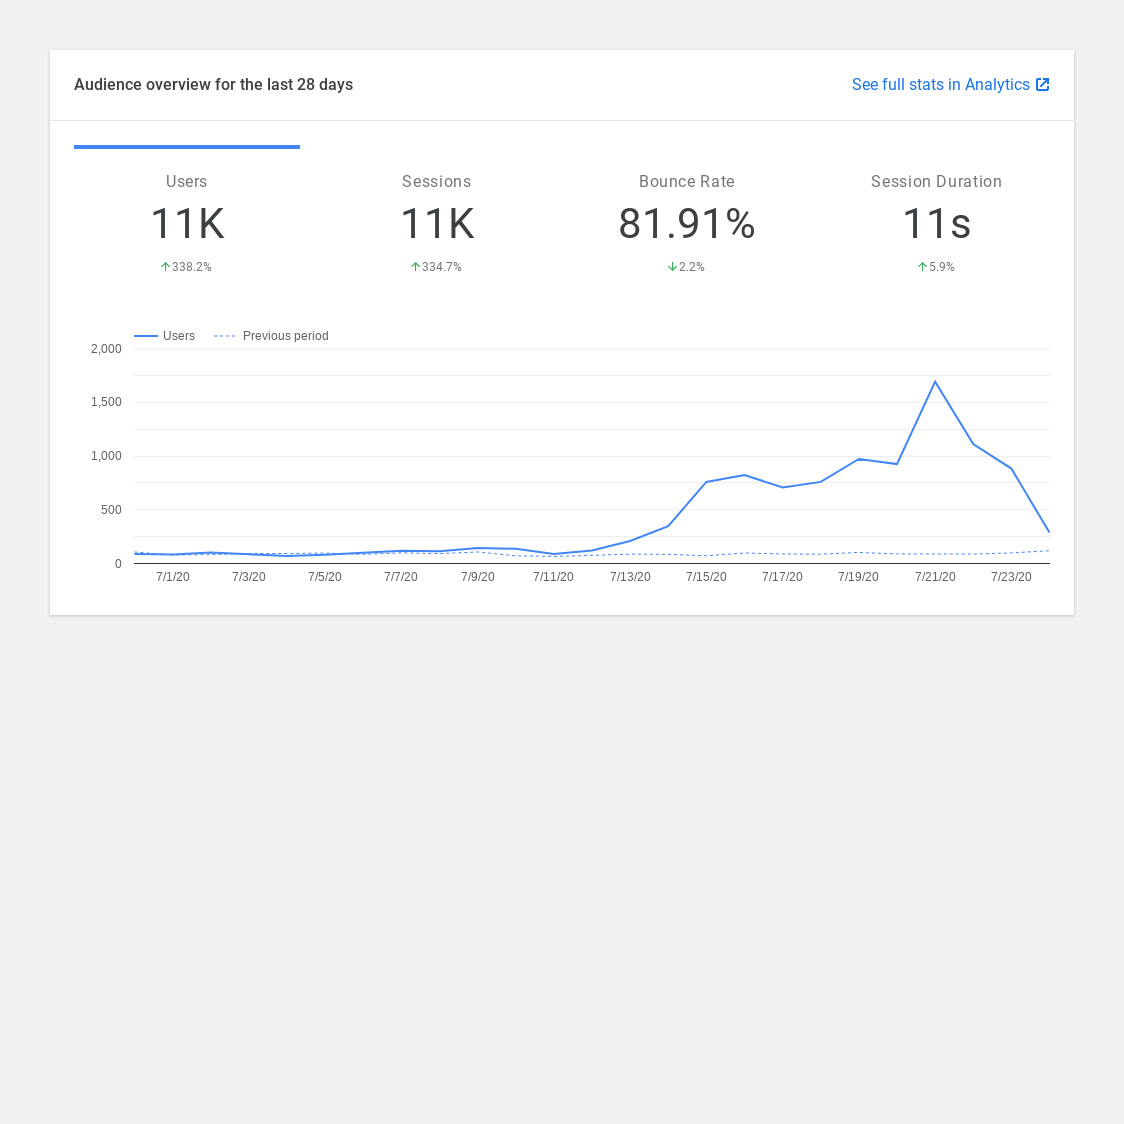 Audience overview for the last 28 days
See full stats in Analytics
Users
Sessions
Bounce Rate
Session Duration
11K
11K
81.91%
11s
338.2%
334.7%
2.2%
5.9%
Users
Previous period
2,000
1,500
1,000
500
0
7/1/20
7/3/20
7/5/20
7/7/20
7/9/20
7/11/20
7/13/20
7/15/20
7/17/20
7/19/20
7/21/20
7/23/20